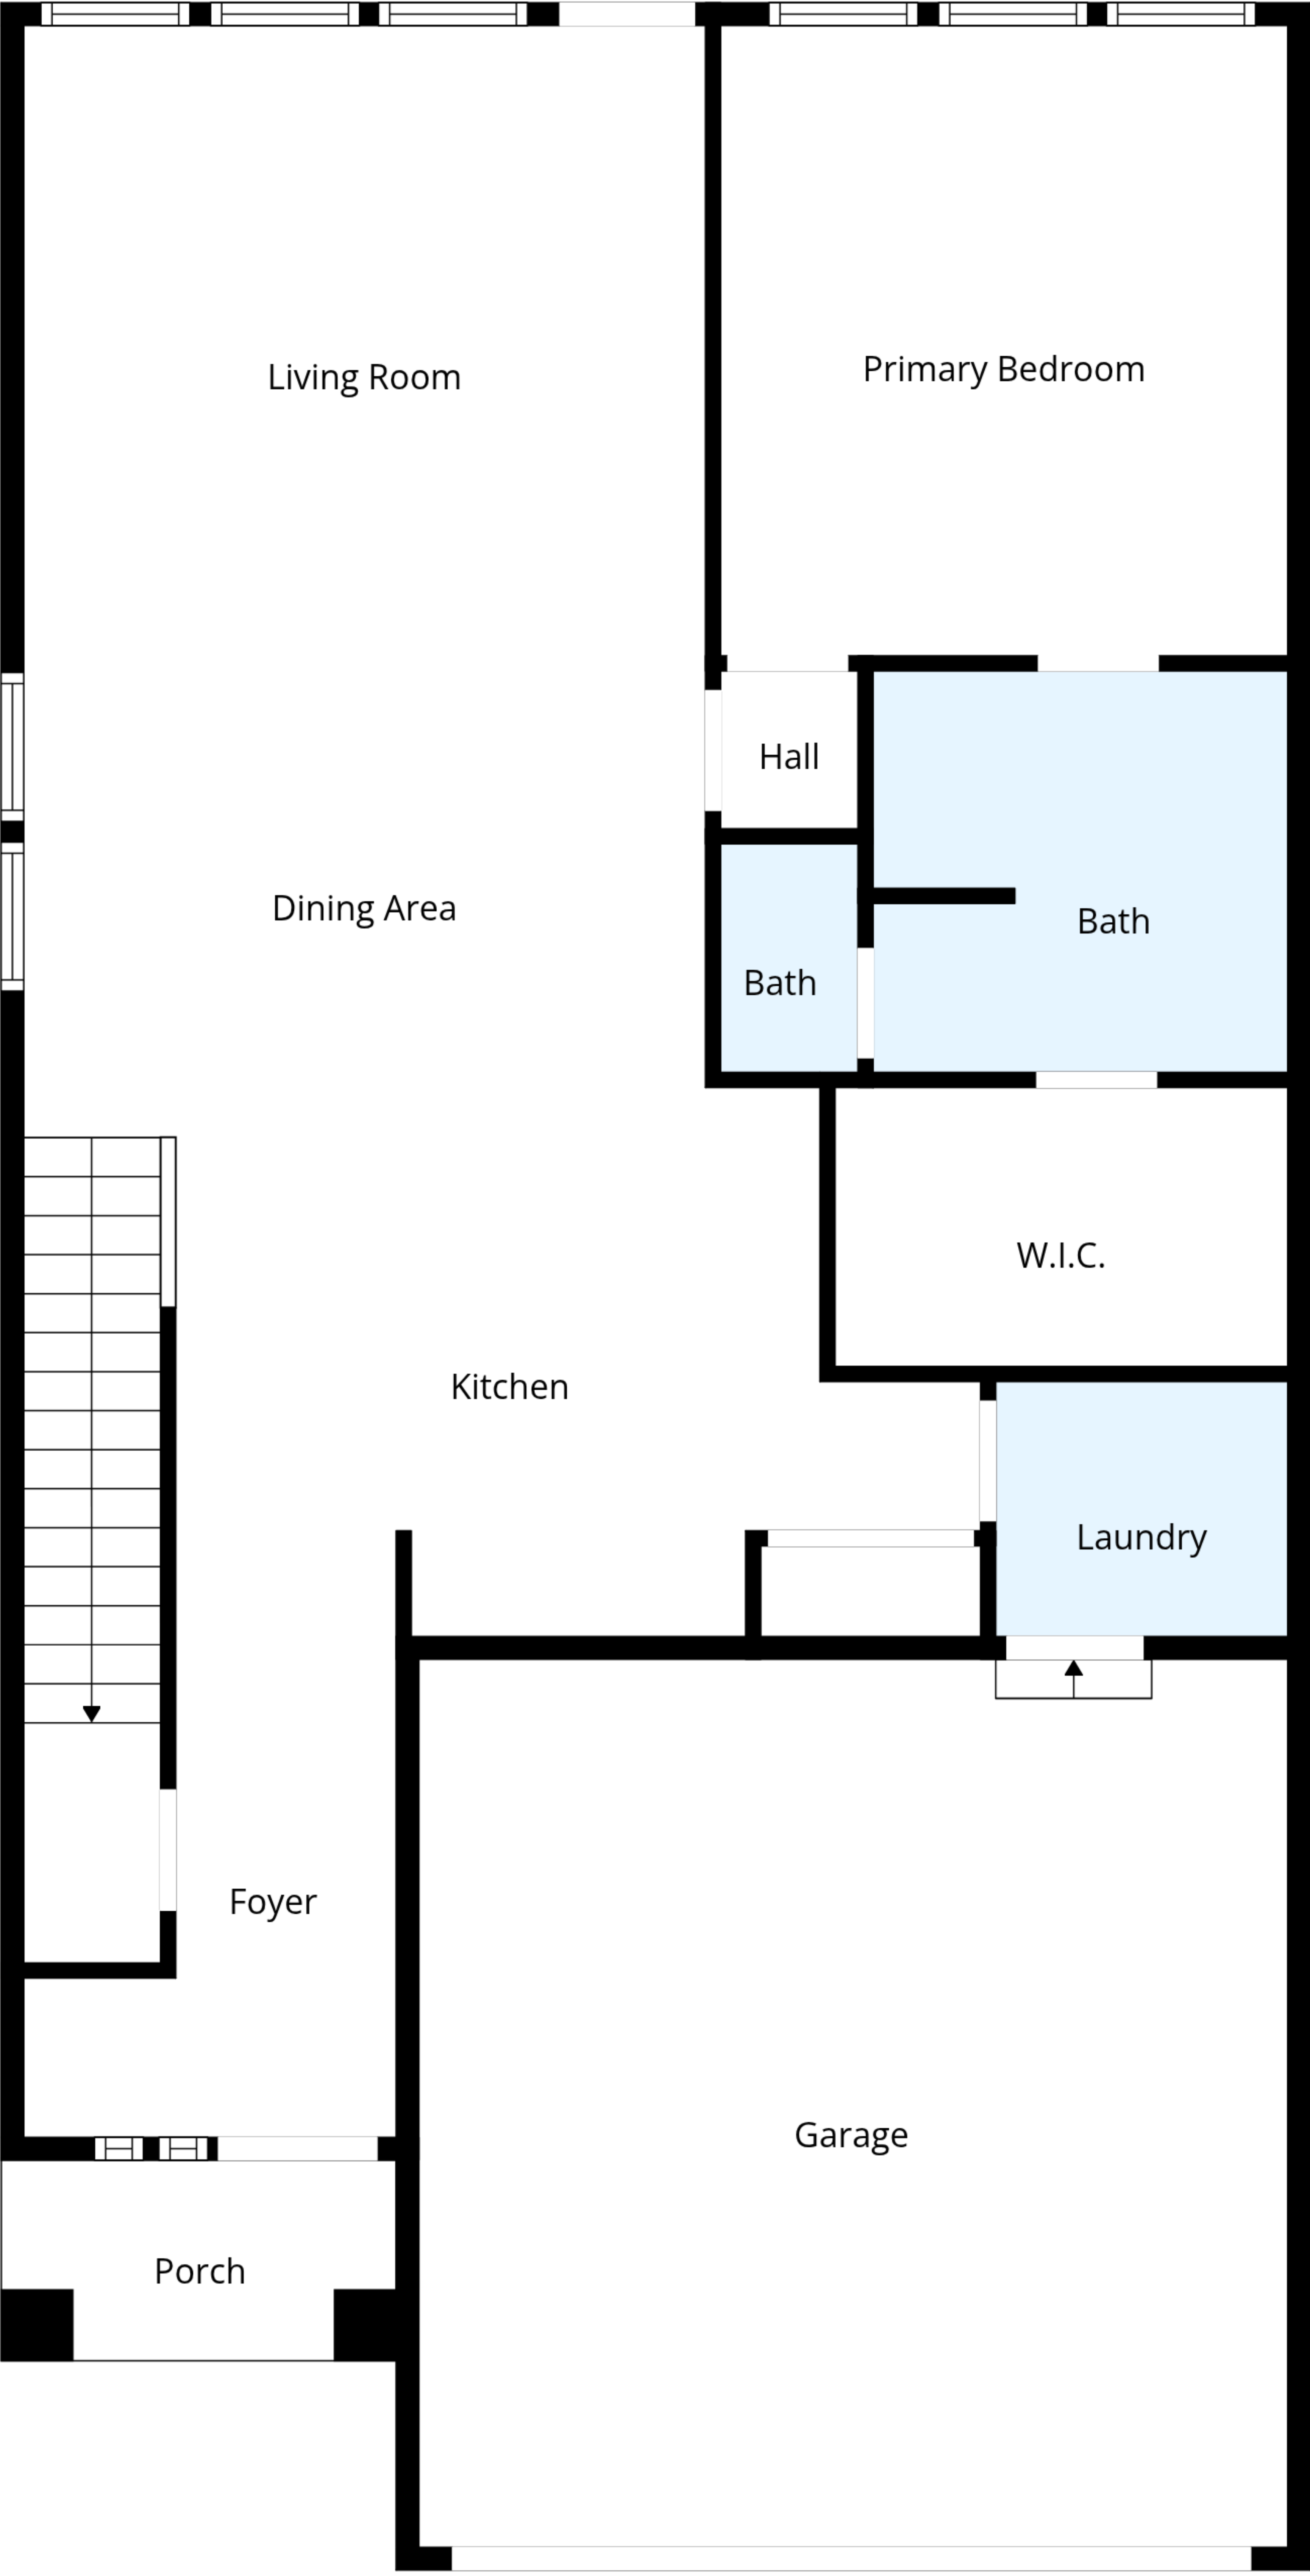 Living Room
Primary Bedroom
Hall
Dining Area
Bath
Bath
W.I.C.
Kitchen
Laundry
Foyer
Garage
Porch